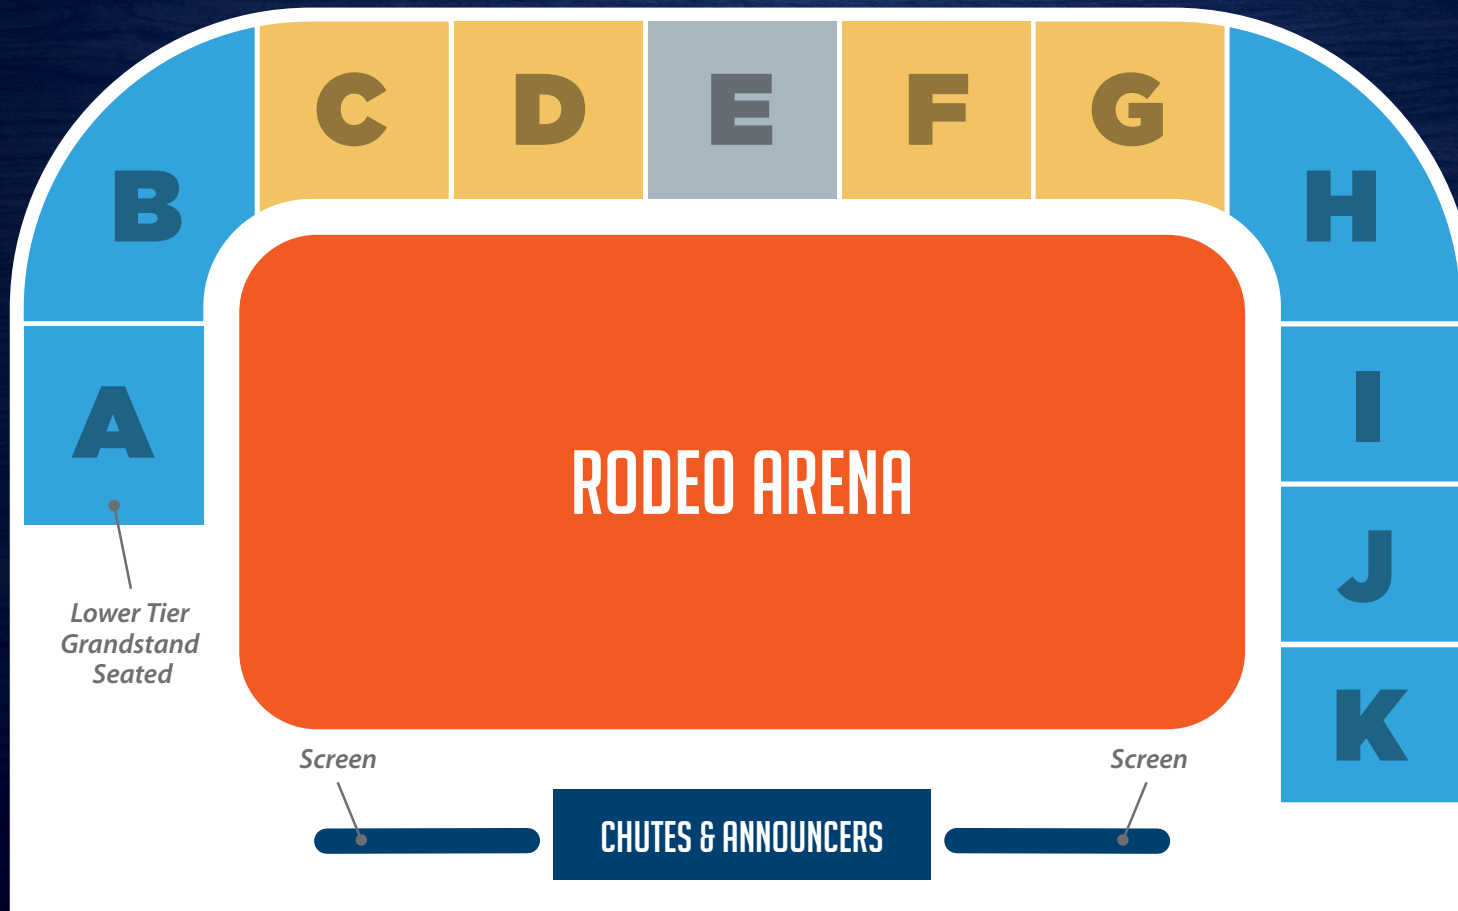 C
D
E
F
G
B
H
A
I
RODEO ARENA
J
Lower Tier
Grandstand
Seated
K
Screen
Screen
CHUTES & ANNOUNCERS